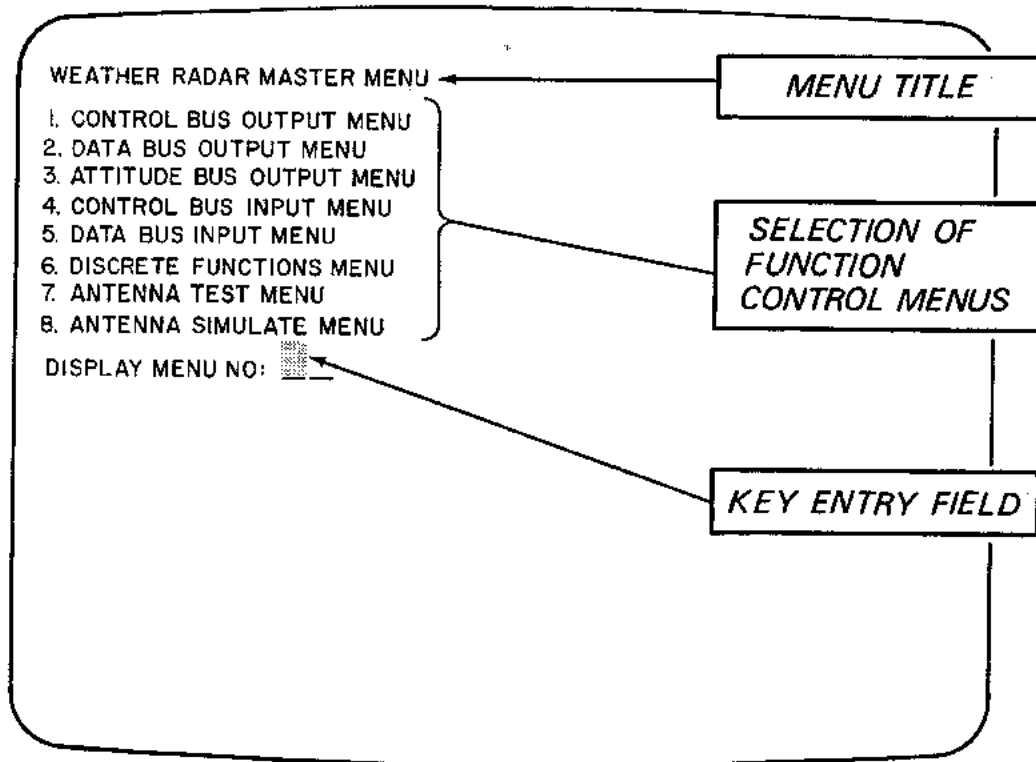 WEATHER RADAR MASTER MENU
1. CONTROL BUS OUTPUT MENU
2. DATA BUS OUTPUT MENU
3. ATTITUDE BUS OUTPUT MENU
4. CONTROL BUS INPUT MENU
5. DATA BUS INPUT MENU
6. DISCRETE FUNCTIONS MENU
7. ANTENNA TEST MENU
8. ANTENNA SIMULATE MENU
DISPLAY MENU NO:
MENU TITLE
SELECTION OF
FUNCTION
CONTROL MENUS
KEY ENTRY FIELD